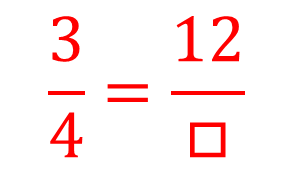 3/4 = 12/□